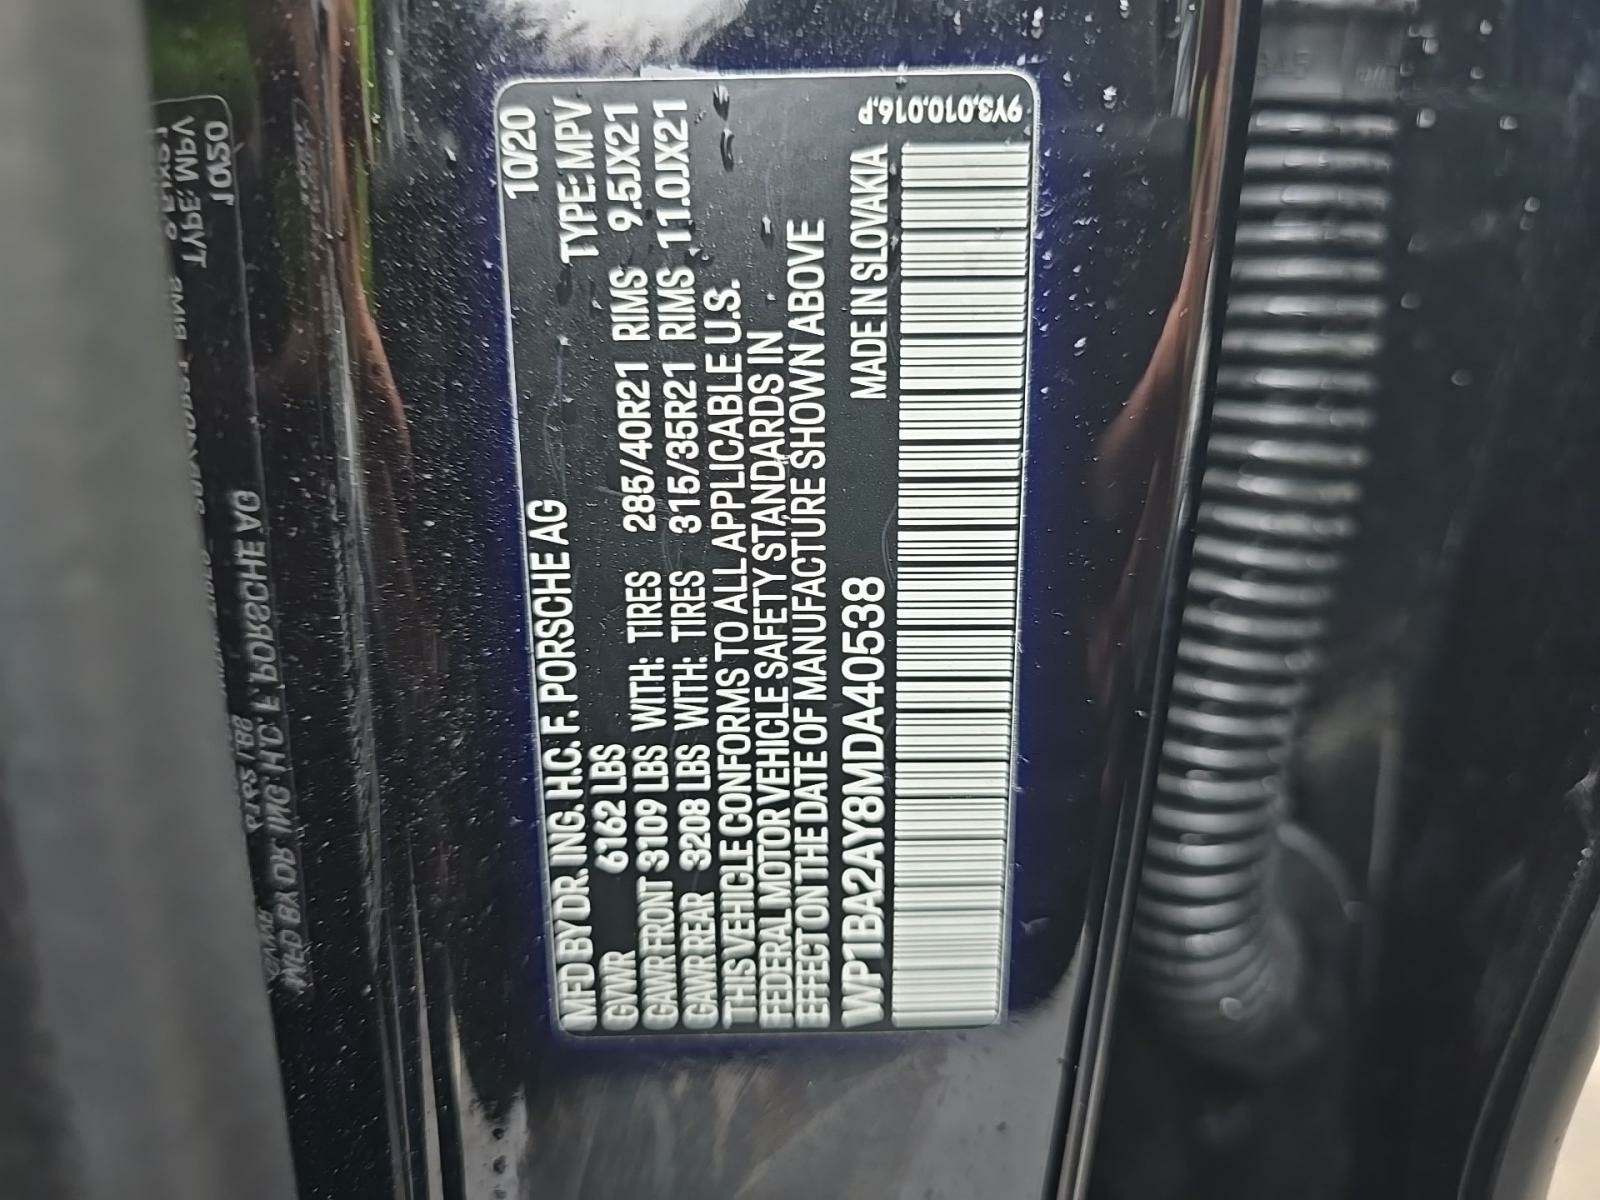 MFD BY DR. ING. H.C. F. PORSCHE AG 10/20
GVWR 6162 LBS TYPE: MPV
GAWR FRONT 3109 LBS WITH: TIRES 285/40R21 RIMS 9.5JX21
GAWR REAR 3208 LBS WITH: TIRES 315/35R21 RIMS 11.0JX21
THIS VEHICLE CONFORMS TO ALL APPLICABLE U.S.
FEDERAL MOTOR VEHICLE SAFETY STANDARDS IN
EFFECT ON THE DATE OF MANUFACTURE SHOWN ABOVE
WP1BA2AY8MDA40538 MADE IN SLOVAKIA
9Y3.010.016.P